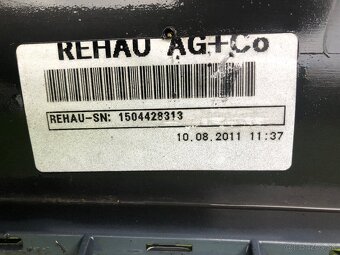 REHAU AG+Co
REHAU-SN: 1504428313
10.08.2011 11:37